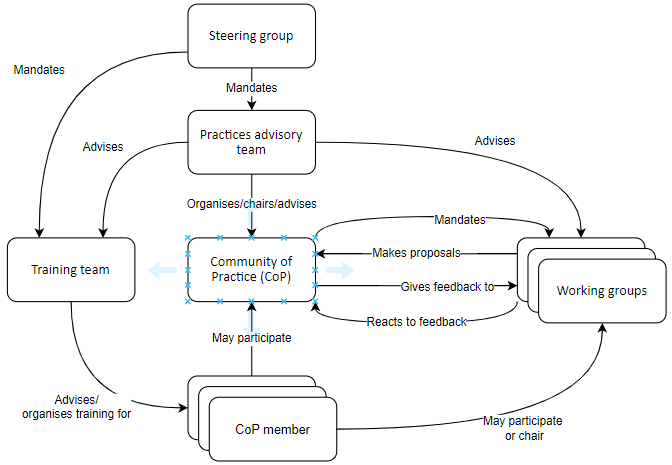 Steering group
Mandates
Mandates
Practices advisory
team
Advises
Advises
Organises/chairs/advises
Mandates
Training team
Community of
Practice (CoP)
Makes proposals
Gives feedback to
Working groups
Reacts to feedback
May participate
Advises/
organises training for
CoP member
May participate
or chair